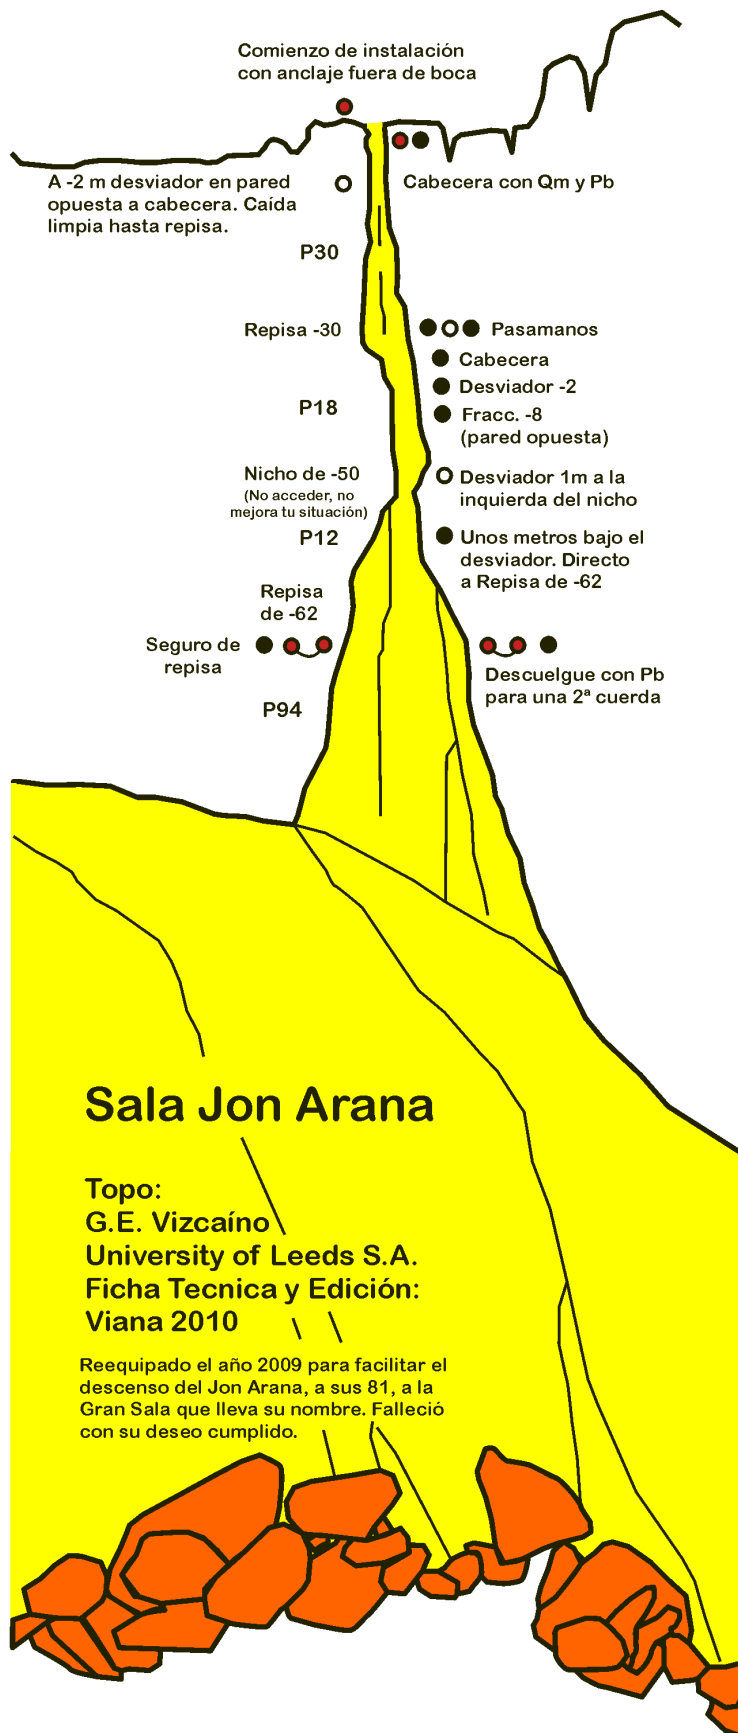 Comienzo de instalación
con anclaje fuera de boca
A -2 m desviador en pared
opuesta a cabecera. Caída
limpia hasta repisa.
Cabecera con Qm y Pb
P30
Repisa -30
Pasamanos
Cabecera
Desviador -2
P18
Fracc. -8
(pared opuesta)
Nicho de -50
(No acceder, no
mejora tu situación)
Desviador 1m a la
inquierda del nicho
P12
Unos metros bajo el
desviador. Directo
a Repisa de -62
Repisa
de -62
Seguro de
repisa
Descuelgue con Pb
para una 2ª cuerda
P94
Sala Jon Arana
Topo:
G.E. Vizcaíno
University of Leeds S.A.
Ficha Tecnica y Edición:
Viana 2010
Reequipado el año 2009 para facilitar el
descenso del Jon Arana, a sus 81, a la
Gran Sala que lleva su nombre. Falleció
con su deseo cumplido.